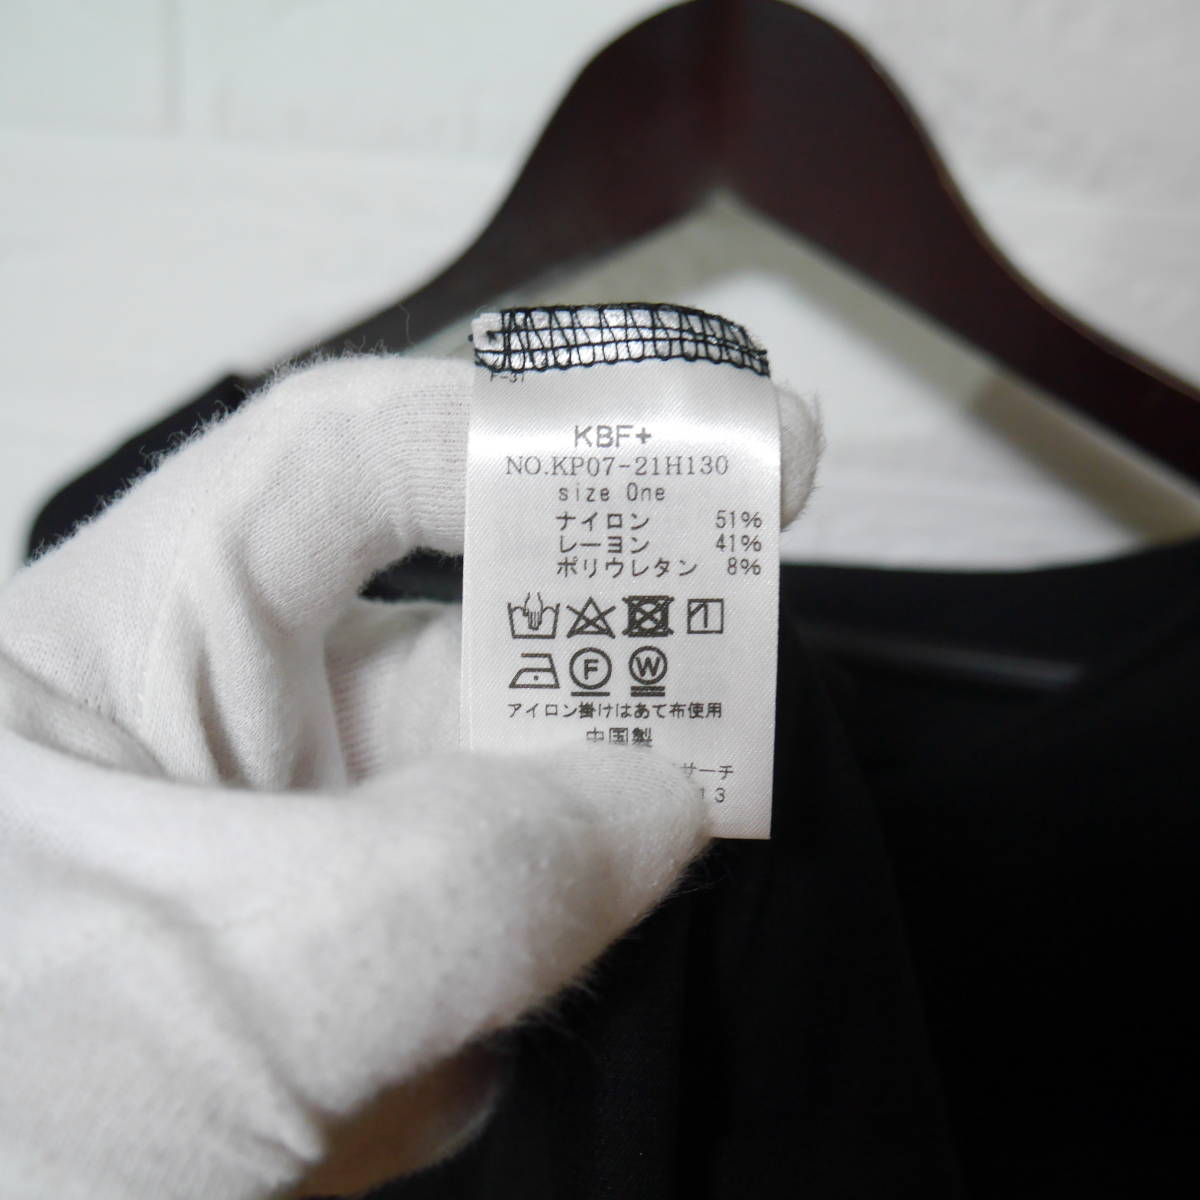 F-31
KBF+
NO.KP07-21H130
size One
ナイロン 51%
レーヨン 41%
ポリウレタン 8%
F W
アイロン掛けはあて布使用
中国製
サーチ
13